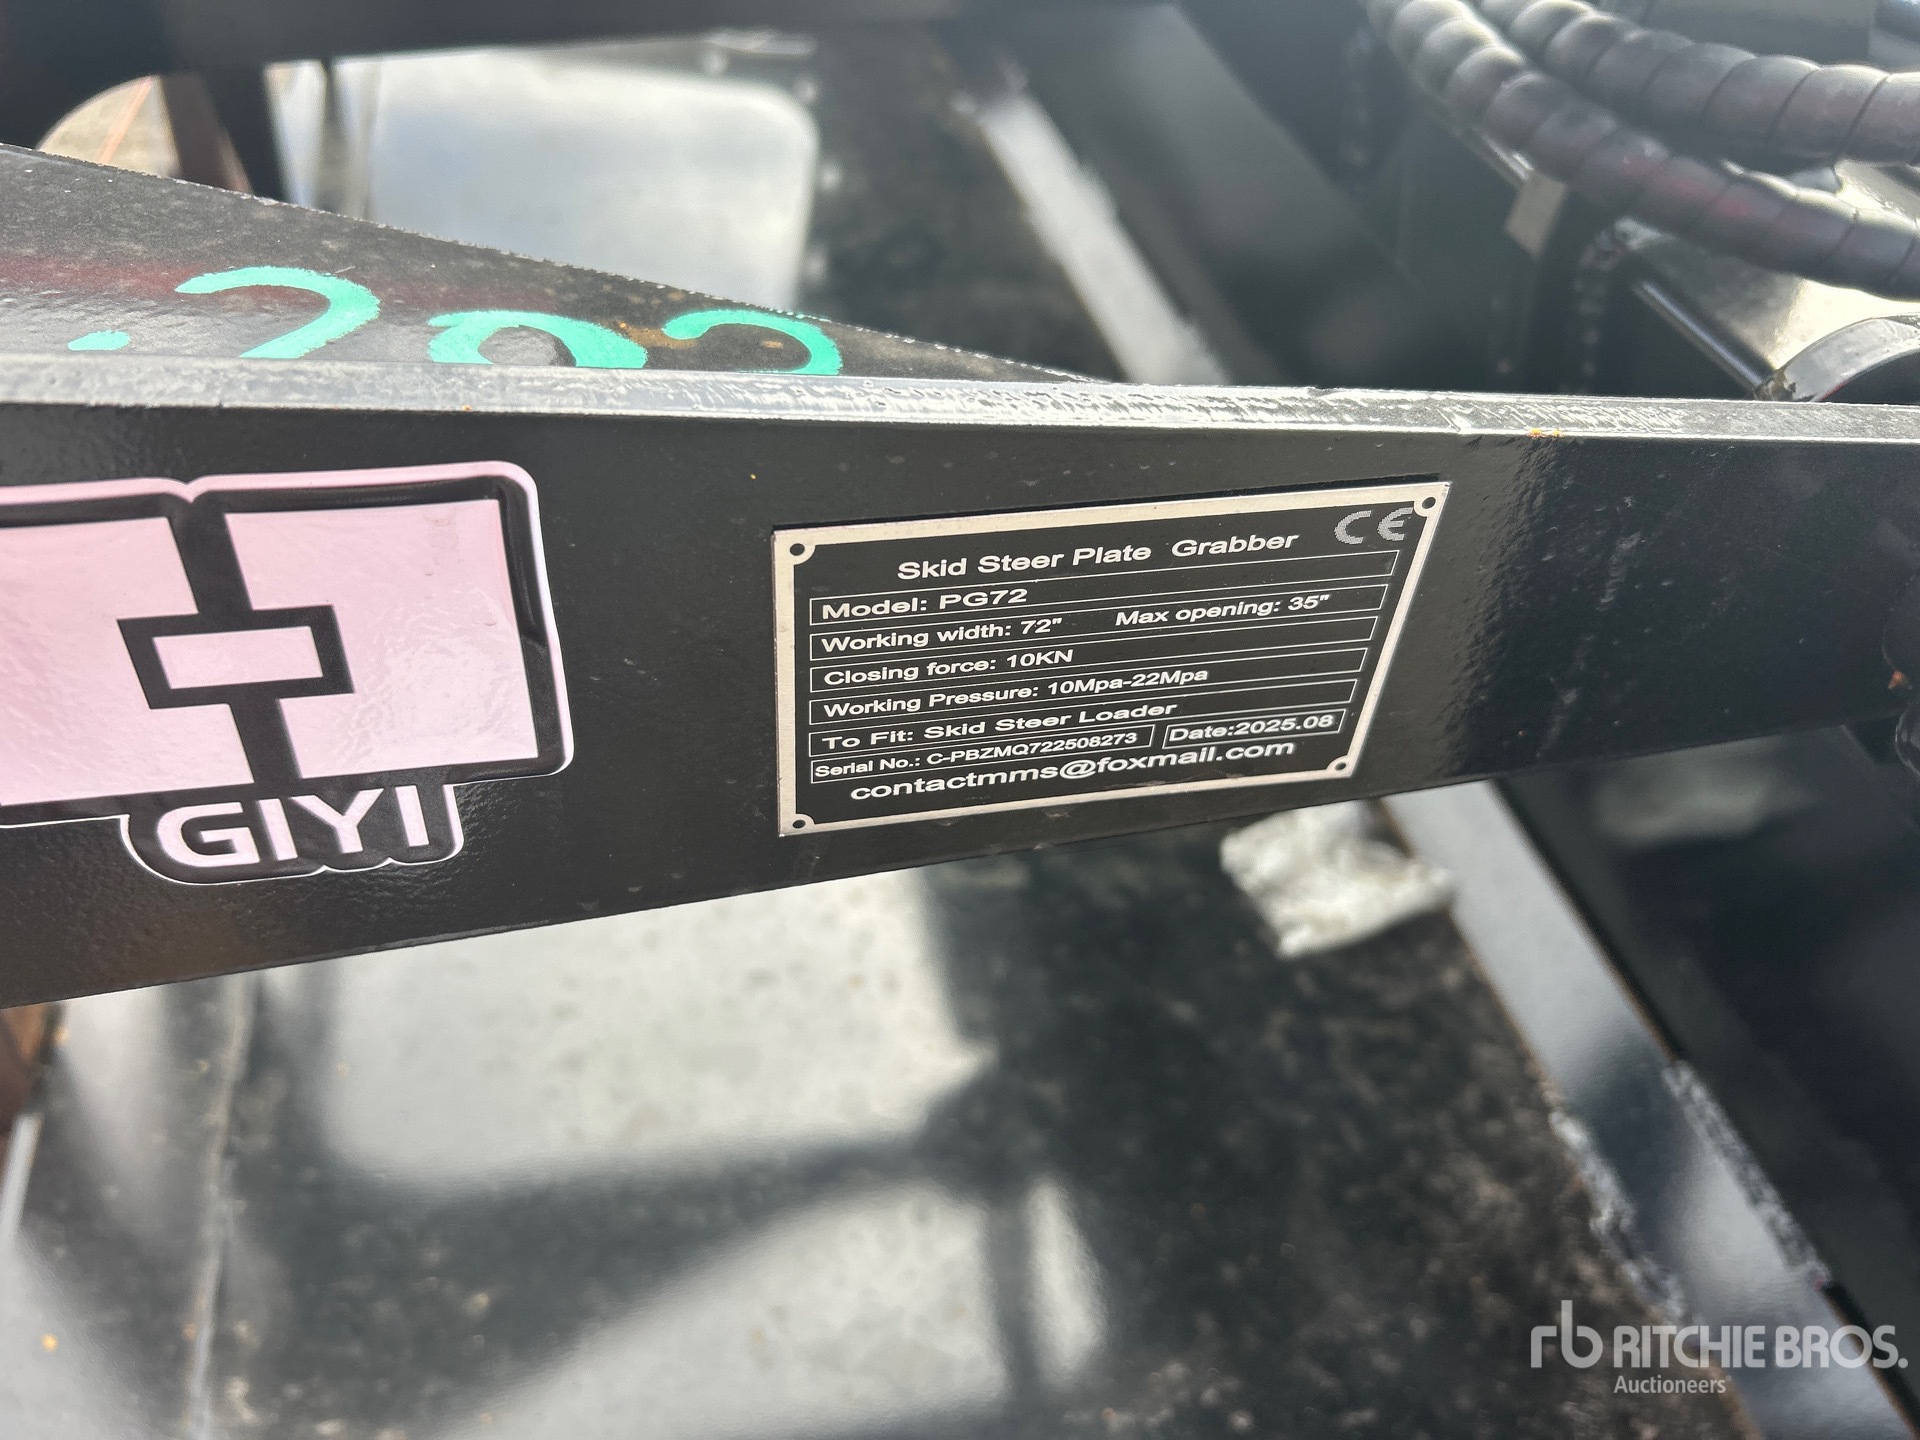 GIYI
Skid Steer Plate Grabber CE
Model: PG72
Working width: 72" Max opening: 35"
Closing force: 10KN
Working Pressure: 10Mpa-22Mpa
To Fit: Skid Steer Loader
Serial No.: C-PBZMQ722508273 Date:2025.08
contactmms@foxmail.com
rb RITCHIE BROS.
Auctioneers